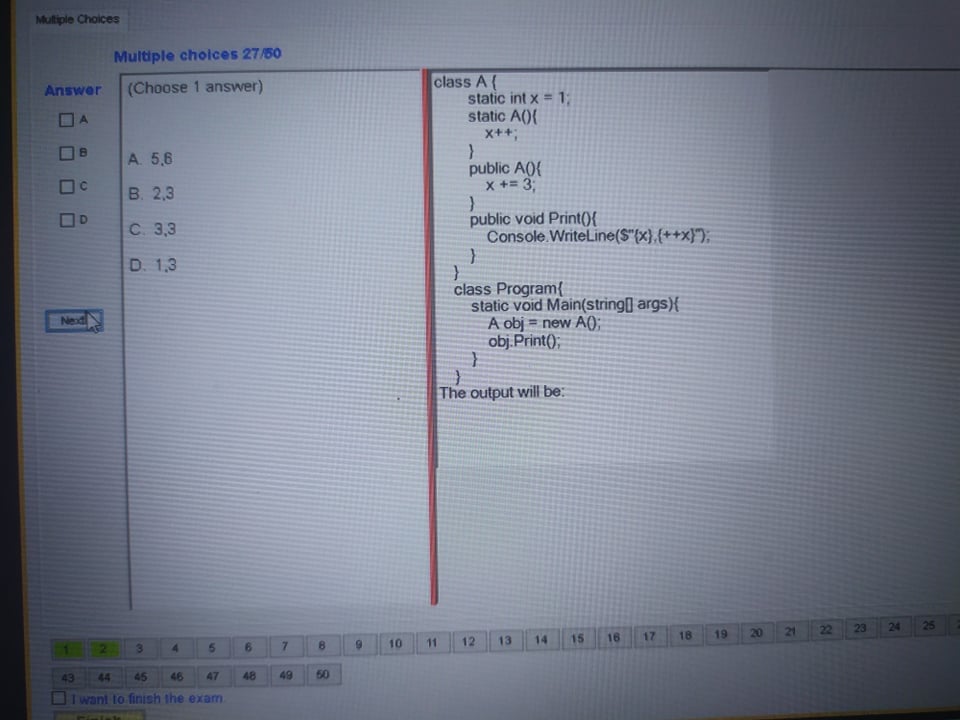 Multiple Choices
Multiple choices 27/50
Answer
A
B
C
D
Next
(Choose 1 answer)
A. 5,6
B. 2,3
C. 3,3
D. 1,3
class A {
static int x = 1;
static A(){
x++;
}
public A(){
x += 3;
}
public void Print(){
Console.WriteLine($"{x},{++x}");
}
}
class Program{
static void Main(string[] args){
A obj = new A();
obj.Print();
}
}
The output will be:
1 2 3 4 5 6 7 8 9 10 11 12 13 14 15 16 17 18 19 20 21 22 23 24 25
43 44 45 46 47 48 49 50
I want to finish the exam.
Finish